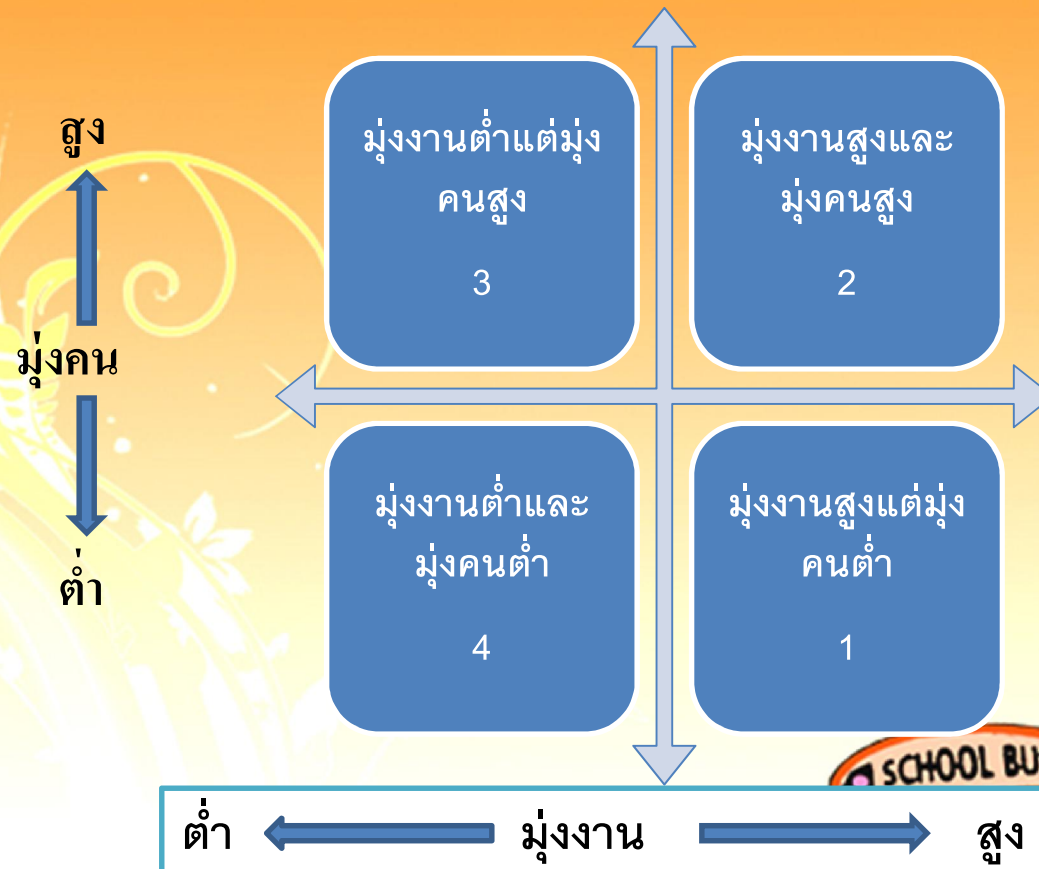 สูง
มุ่งคน
ต่ำ
มุ่งงานต่ำแต่มุ่ง
คนสูง
3
มุ่งงานสูงและ
มุ่งคนสูง
2
มุ่งงานต่ำและ
มุ่งคนต่ำ
4
มุ่งงานสูงแต่มุ่ง
คนต่ำ
1
SCHOOL BU
ต่ำ มุ่งงาน สูง